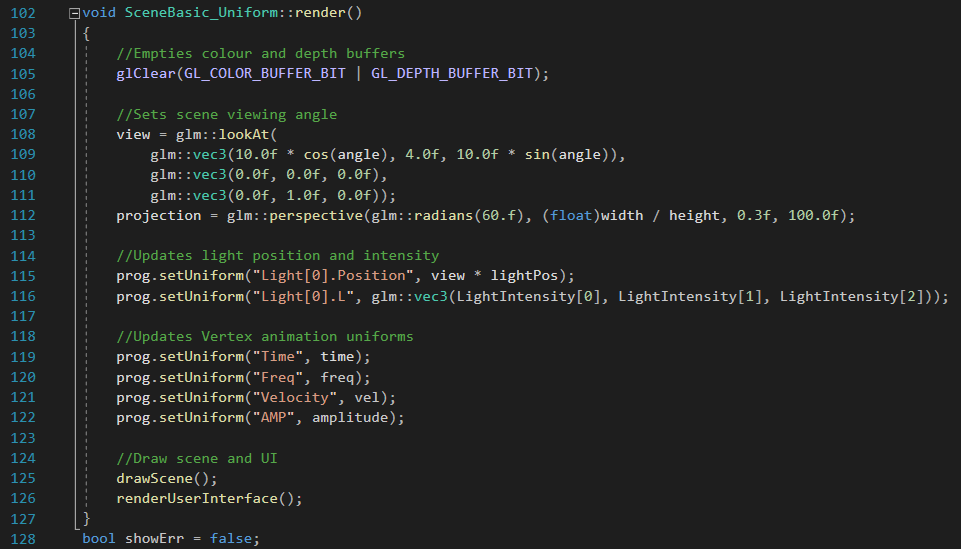 102 void SceneBasic_Uniform::render()
103 {
104 //Empties colour and depth buffers
105 glClear(GL_COLOR_BUFFER_BIT | GL_DEPTH_BUFFER_BIT);
106
107 //Sets scene viewing angle
108 view = glm::lookAt(
109 glm::vec3(10.0f * cos(angle), 4.0f, 10.0f * sin(angle)),
110 glm::vec3(0.0f, 0.0f, 0.0f),
111 glm::vec3(0.0f, 1.0f, 0.0f));
112 projection = glm::perspective(glm::radians(60.f), (float)width / height, 0.3f, 100.0f);
113
114 //Updates light position and intensity
115 prog.setUniform("Light[0].Position", view * lightPos);
116 prog.setUniform("Light[0].L", glm::vec3(LightIntensity[0], LightIntensity[1], LightIntensity[2]));
117
118 //Updates Vertex animation uniforms
119 prog.setUniform("Time", time);
120 prog.setUniform("Freq", freq);
121 prog.setUniform("Velocity", vel);
122 prog.setUniform("AMP", amplitude);
123
124 //Draw scene and UI
125 drawScene();
126 renderUserInterface();
127 }
128 bool showErr = false;